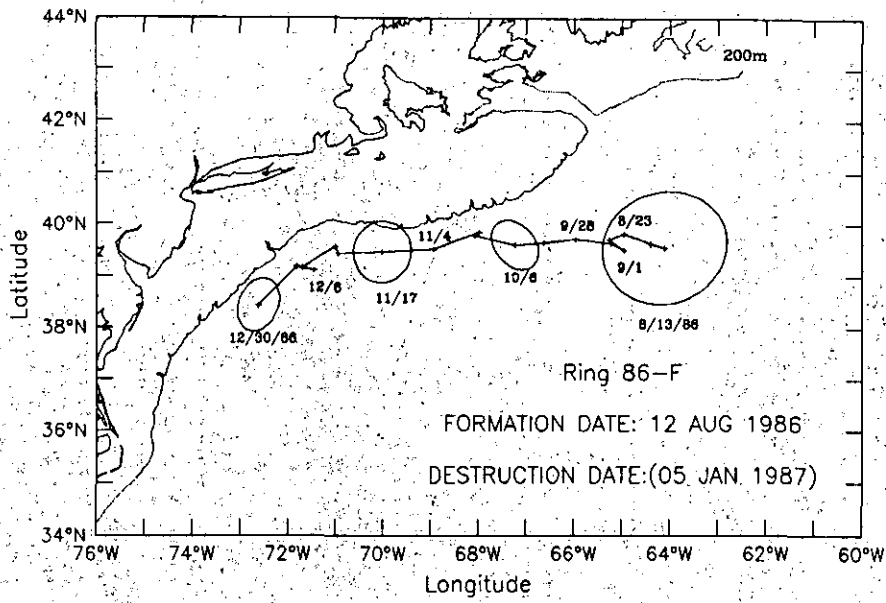 44°N
42°N
40°N
38°N
36°N
34°N
Latitude
200m
8/23
9/28
11/4
9/1
10/6
12/6
11/17
8/13/86
12/30/86
Ring 86-F
FORMATION DATE: 12 AUG 1986
DESTRUCTION DATE:(05 JAN 1987)
76°W 74°W 72°W 70°W 68°W 66°W 64°W 62°W 60°W
Longitude